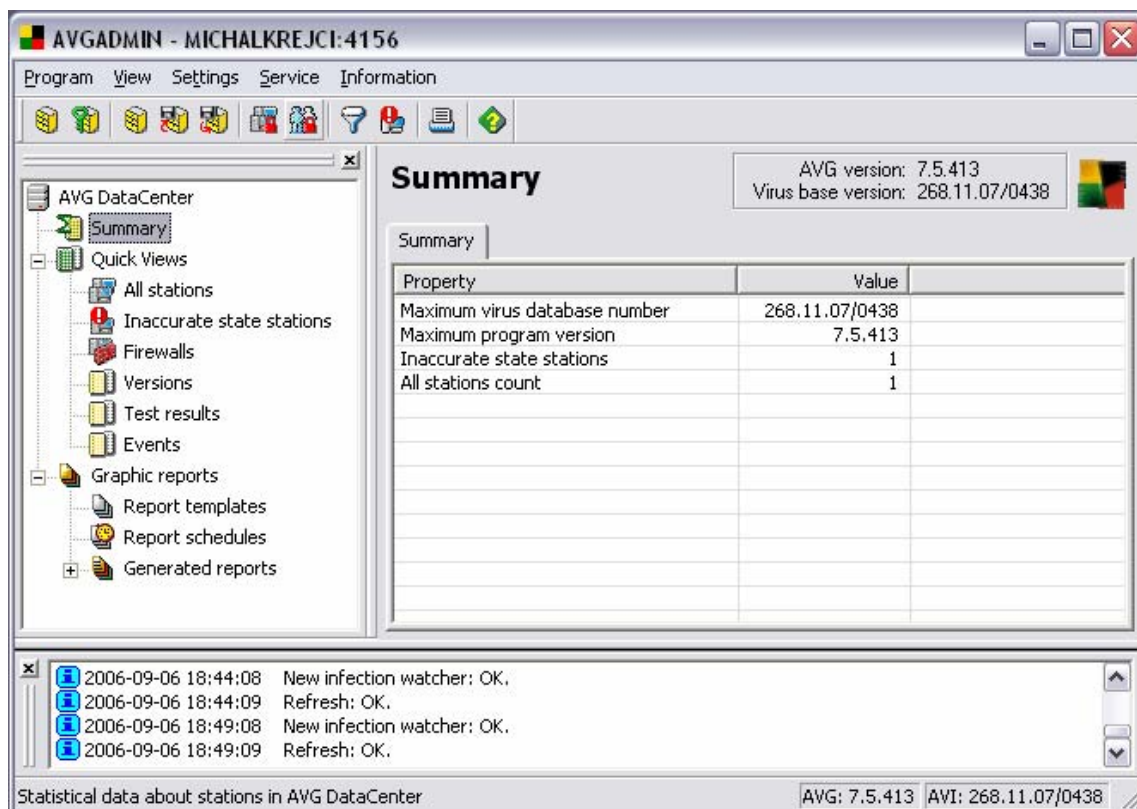 AVGADMIN - MICHALKREJCI:4156
Program View Settings Service Information
AVG DataCenter
Summary
Quick Views
All stations
Inaccurate state stations
Firewalls
Versions
Test results
Events
Graphic reports
Report templates
Report schedules
Generated reports
Summary
AVG version: 7.5.413
Virus base version: 268.11.07/0438
Summary
Property Value
Maximum virus database number 268.11.07/0438
Maximum program version 7.5.413
Inaccurate state stations 1
All stations count 1
2006-09-06 18:44:08 New infection watcher: OK.
2006-09-06 18:44:09 Refresh: OK.
2006-09-06 18:49:08 New infection watcher: OK.
2006-09-06 18:49:09 Refresh: OK.
Statistical data about stations in AVG DataCenter AVG: 7.5.413 AVI: 268.11.07/0438